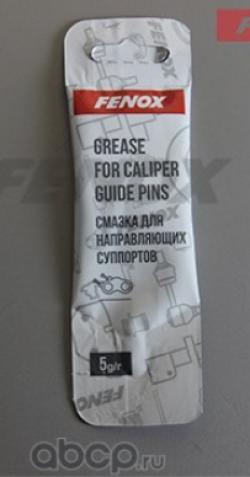 FENOX
GREASE
FOR CALIPER
GUIDE PINS
СМАЗКА ДЛЯ
НАПРАВЛЯЮЩИХ
СУППОРТОВ
5g/г
FENOX
abcp.ru